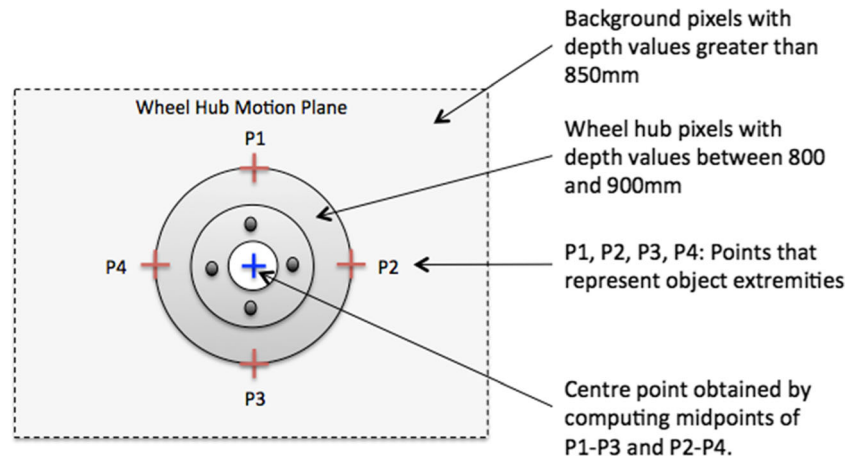 Background pixels with
depth values greater than
850mm
Wheel Hub Motion Plane
P1
Wheel hub pixels with
depth values between 800
and 900mm
P4
P2
P1, P2, P3, P4: Points that
represent object extremities
P3
Centre point obtained by
computing midpoints of
P1-P3 and P2-P4.